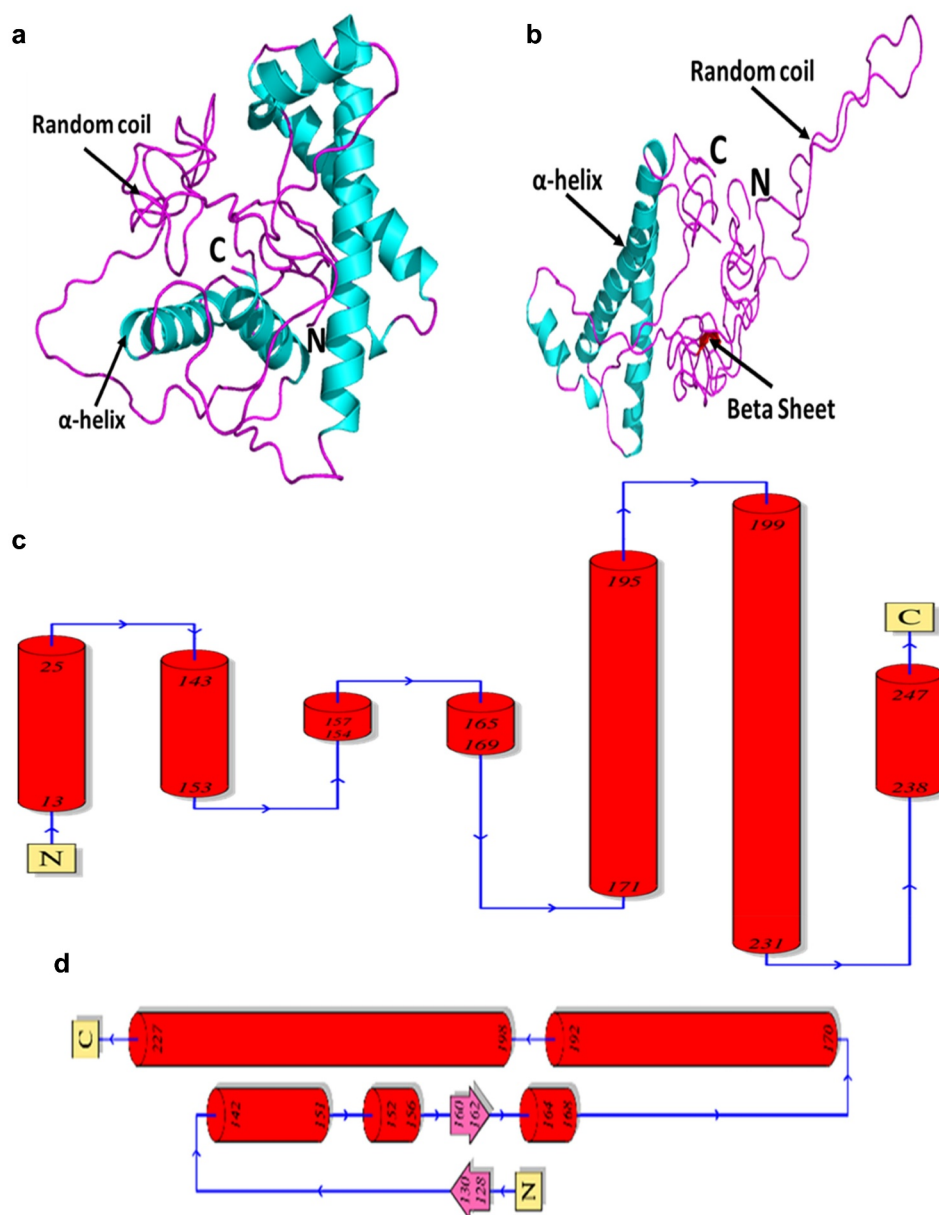 a
b
Random coil
Random coil
C
α-helix
N
C
N
α-helix
Beta Sheet
c
199
195
C
25
143
247
157
154
165
169
13
153
238
N
171
231
d
C
227
198
192
170
142
151
152
156
160
162
164
168
130
128
N